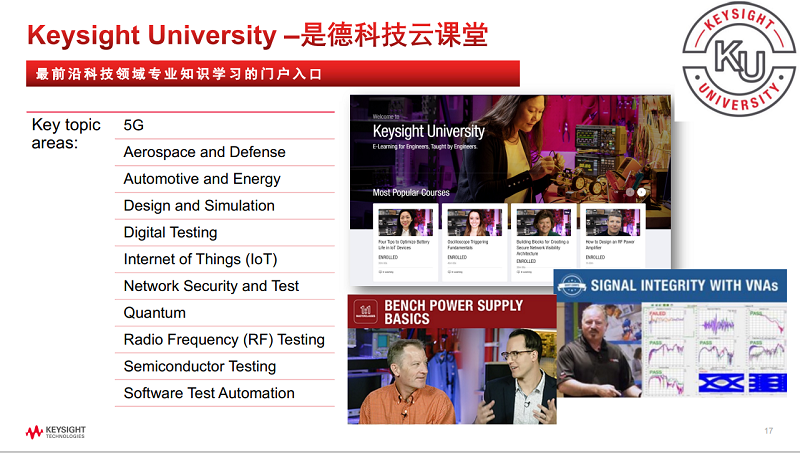 Keysight University –是德科技云课堂
最前沿科技领域专业知识学习的门户入口
KEYSIGHT
KU
UNIVERSITY
Key topic
areas:
5G
Aerospace and Defense
Automotive and Energy
Design and Simulation
Digital Testing
Internet of Things (IoT)
Network Security and Test
Quantum
Radio Frequency (RF) Testing
Semiconductor Testing
Software Test Automation
Welcome to
Keysight University
E-Learning for Engineers, Taught by Engineers.
Most Popular Courses
Four Tips to Optimize Battery
Life in IoT Devices
ENROLLED
Oscilloscope Triggering
Fundamentals
ENROLLED
Building Blocks for Creating a
Secure Network Visibility
Architecture
ENROLLED
How to Design an RF Power
Amplifier
ENROLLED
BENCH POWER SUPPLY
BASICS
SIGNAL INTEGRITY WITH VNAs
FAILED
PASS
PASS
PASS
PASS
PASS
KEYSIGHT
TECHNOLOGIES
17